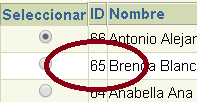 Seleccionar ID Nombre
66 Antonio Alejar
65 Brenda Blanc
64 Anabella Ana